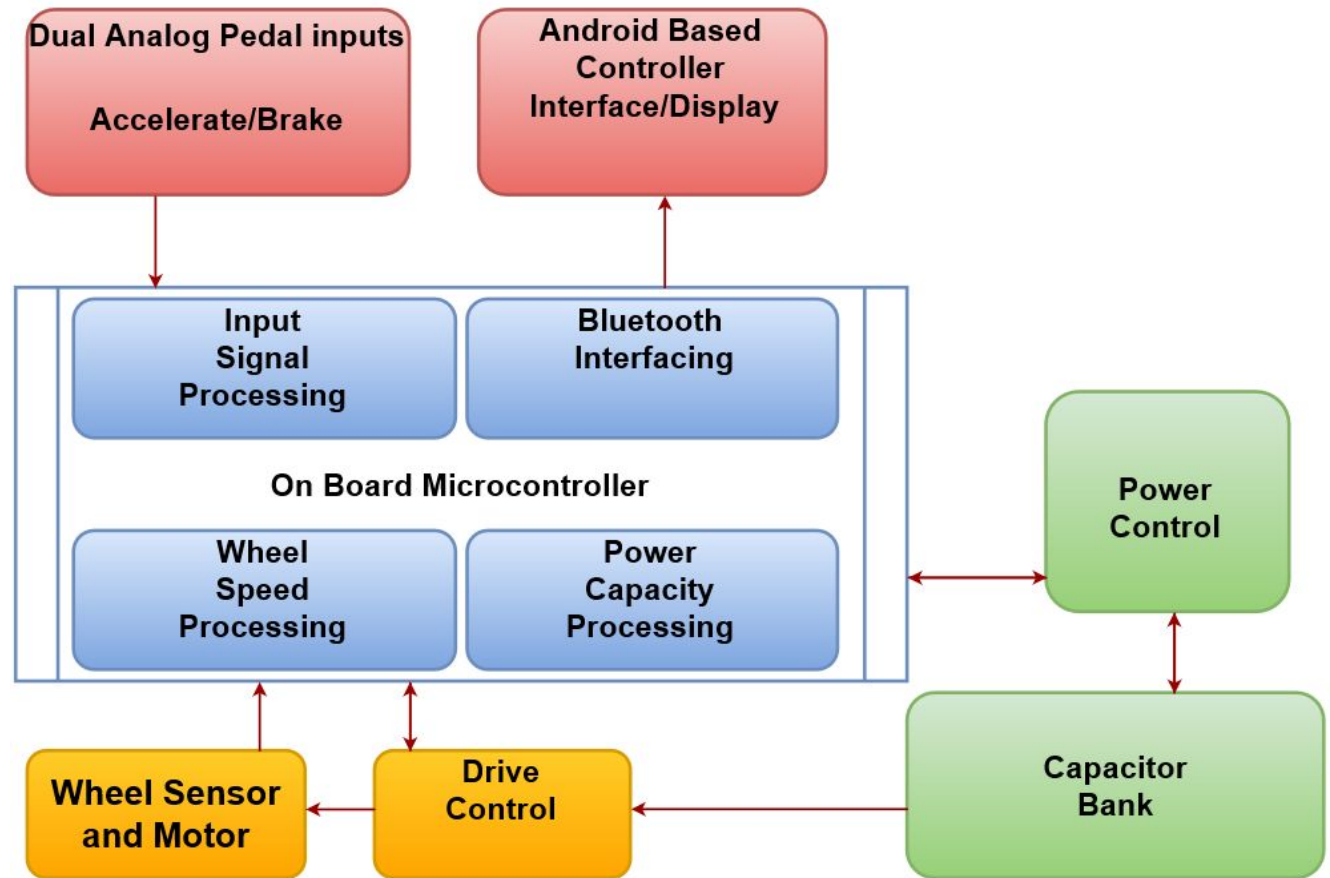 Dual Analog Pedal inputs
Accelerate/Brake
Android Based
Controller
Interface/Display
Input
Signal
Processing
Bluetooth
Interfacing
On Board Microcontroller
Wheel
Speed
Processing
Power
Capacity
Processing
Power
Control
Wheel Sensor
and Motor
Drive
Control
Capacitor
Bank